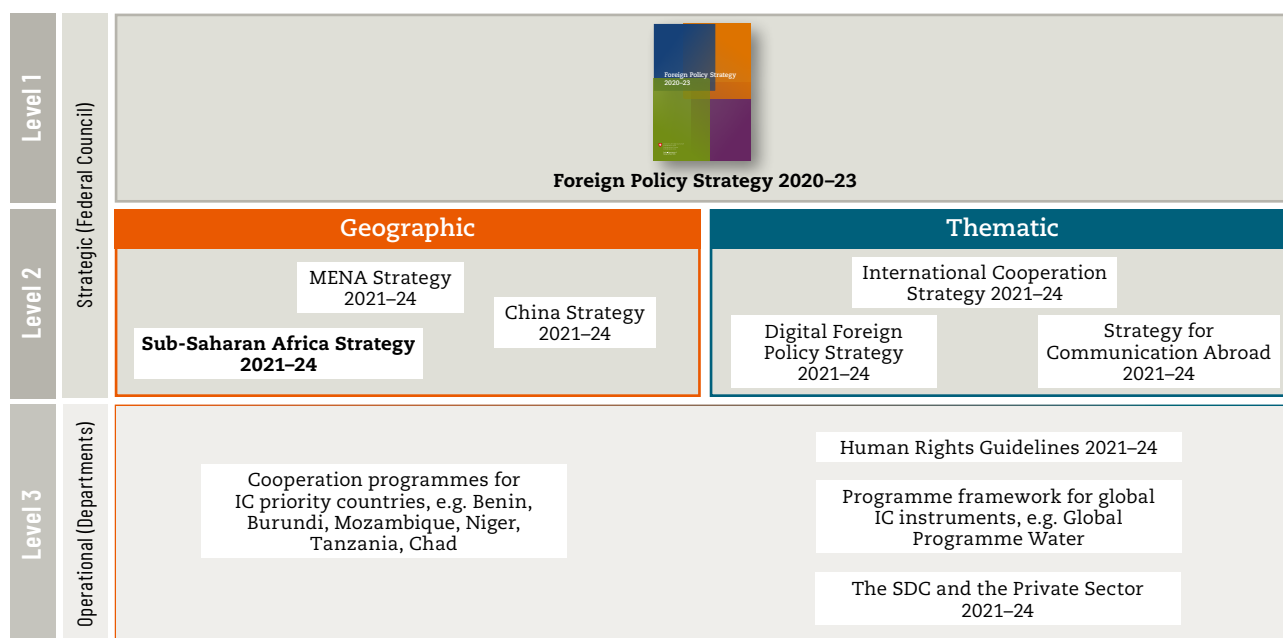 Level 1
Strategic (Federal Council)
Foreign Policy Strategy
2020–23
Foreign Policy Strategy 2020–23
Level 2
Geographic
MENA Strategy
2021–24
China Strategy
2021–24
Sub-Saharan Africa Strategy
2021–24
Thematic
International Cooperation
Strategy 2021–24
Digital Foreign
Policy Strategy
2021–24
Strategy for
Communication Abroad
2021–24
Level 3
Operational (Departments)
Cooperation programmes for
IC priority countries, e.g. Benin,
Burundi, Mozambique, Niger,
Tanzania, Chad
Human Rights Guidelines 2021–24
Programme framework for global
IC instruments, e.g. Global
Programme Water
The SDC and the Private Sector
2021–24